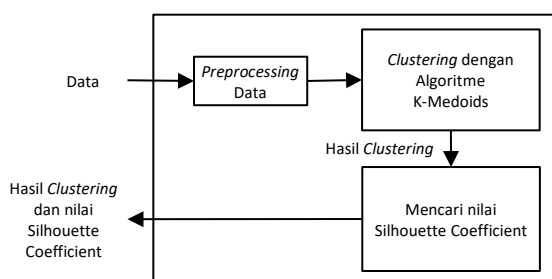 Data
Preprocessing
Data
Clustering dengan
Algoritme
K-Medoids
Hasil Clustering
Mencari nilai
Silhouette Coefficient
Hasil Clustering
dan nilai
Silhouette
Coefficient